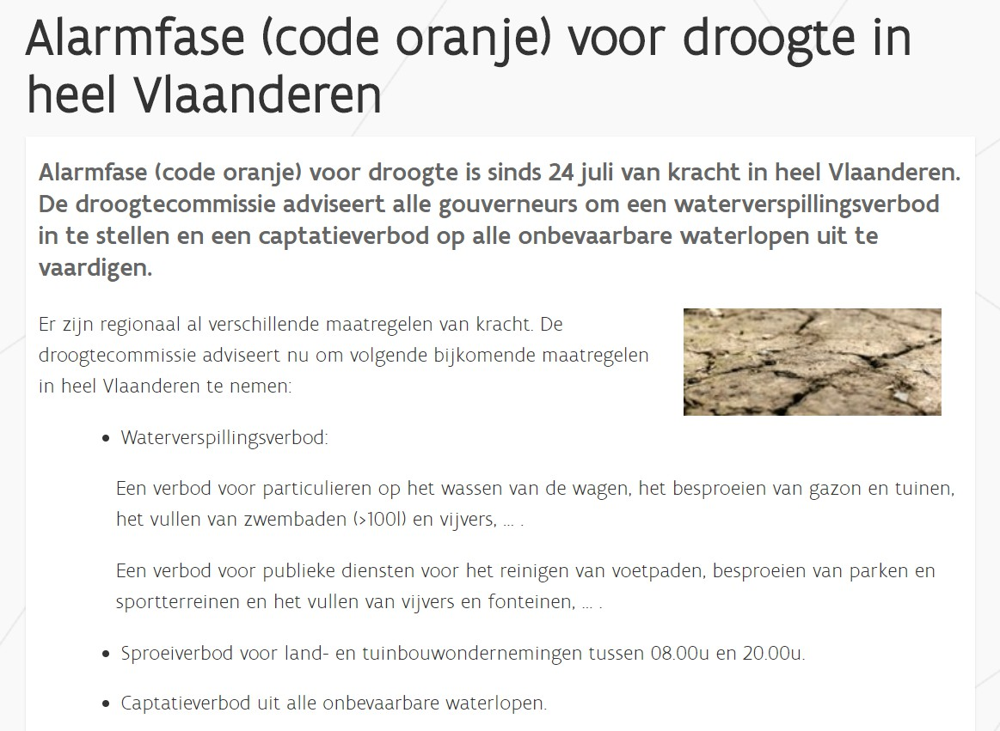 Alarmfase (code oranje) voor droogte in
heel Vlaanderen
Alarmfase (code oranje) voor droogte is sinds 24 juli van kracht in heel Vlaanderen.
De droogtecommissie adviseert alle gouverneurs om een waterverspillingsverbod
in te stellen en een captatieverbod op alle onbevaarbare waterlopen uit te
vaardigen.
Er zijn regionaal al verschillende maatregelen van kracht. De
droogtecommissie adviseert nu om volgende bijkomende maatregelen
in heel Vlaanderen te nemen:
• Waterverspillingsverbod:
Een verbod voor particulieren op het wassen van de wagen, het besproeien van gazon en tuinen,
het vullen van zwembaden (>100l) en vijvers, ... .
Een verbod voor publieke diensten voor het reinigen van voetpaden, besproeien van parken en
sportterreinen en het vullen van vijvers en fonteinen, ... .
• Sproeiverbod voor land- en tuinbouwondernemingen tussen 08.00u en 20.00u.
• Captatieverbod uit alle onbevaarbare waterlopen.